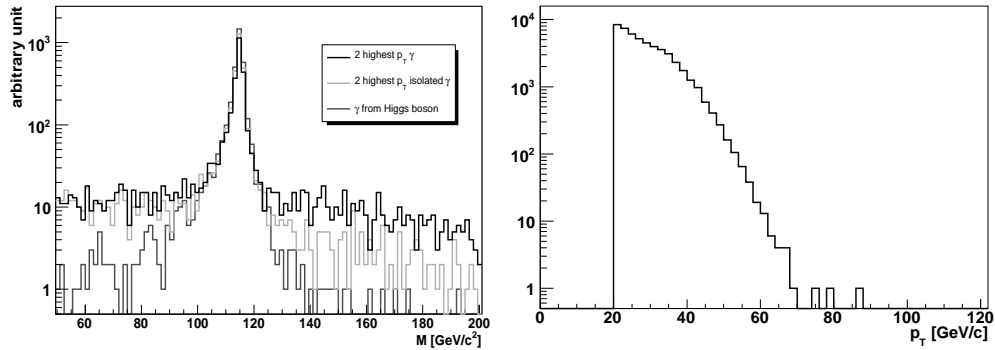 arbitrary unit
10³
10²
10
1
2 highest p_T γ
2 highest p_T isolated γ
γ from Higgs boson
60 80 100 120 140 160 180 200
M [GeV/c²]
10⁴
10³
10²
10
1
0 20 40 60 80 100 120
p_T [GeV/c]